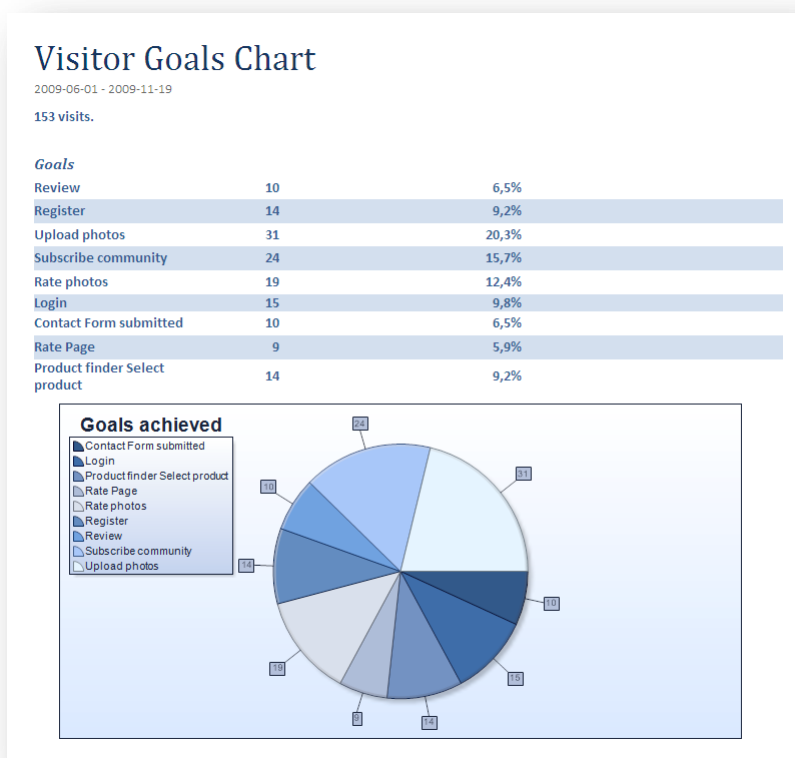 Visitor Goals Chart
2009-06-01 - 2009-11-19
153 visits.
Goals
Review 10 6,5%
Register 14 9,2%
Upload photos 31 20,3%
Subscribe community 24 15,7%
Rate photos 19 12,4%
Login 15 9,8%
Contact Form submitted 10 6,5%
Rate Page 9 5,9%
Product finder Select
product 14 9,2%
Goals achieved
Contact Form submitted
Login
Product finder Select product
Rate Page
Rate photos
Register
Review
Subscribe community
Upload photos
24
31
10
14
10
19
15
9
14